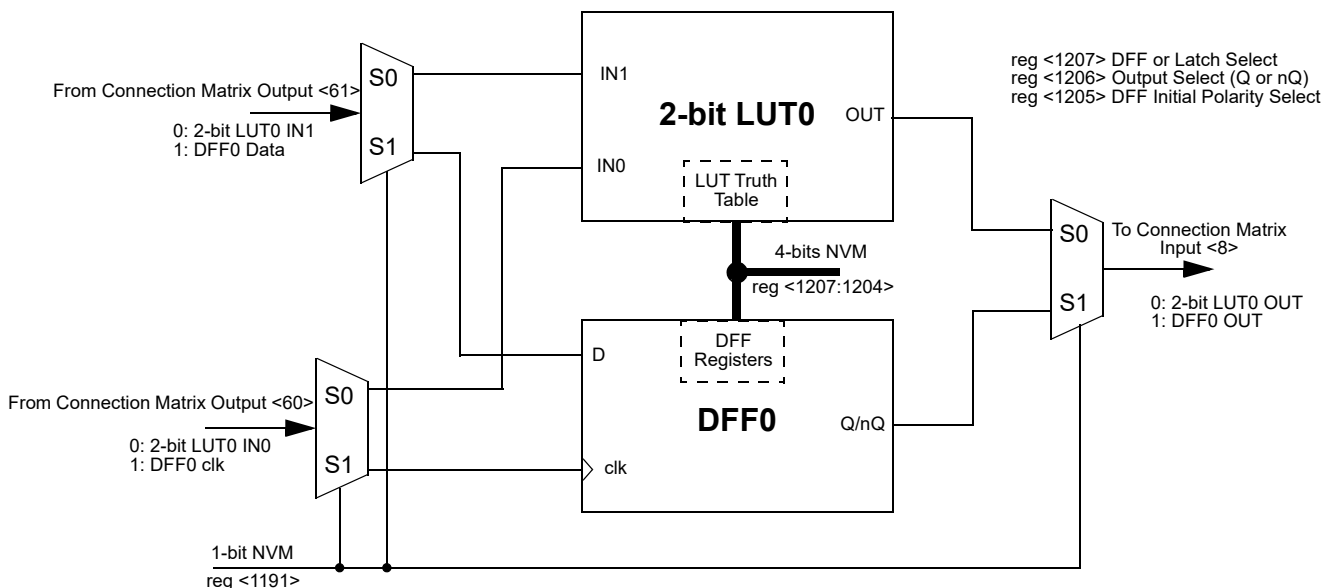 From Connection Matrix Output <61>
0: 2-bit LUT0 IN1
1: DFF0 Data
S0
S1
IN1
IN0
2-bit LUT0
OUT
LUT Truth
Table
reg <1207> DFF or Latch Select
reg <1206> Output Select (Q or nQ)
reg <1205> DFF Initial Polarity Select
4-bits NVM
reg <1207:1204>
S0
S1
To Connection Matrix
Input <8>
0: 2-bit LUT0 OUT
1: DFF0 OUT
DFF
Registers
D
DFF0
Q/nQ
clk
From Connection Matrix Output <60>
0: 2-bit LUT0 IN0
1: DFF0 clk
S0
S1
1-bit NVM
reg <1191>